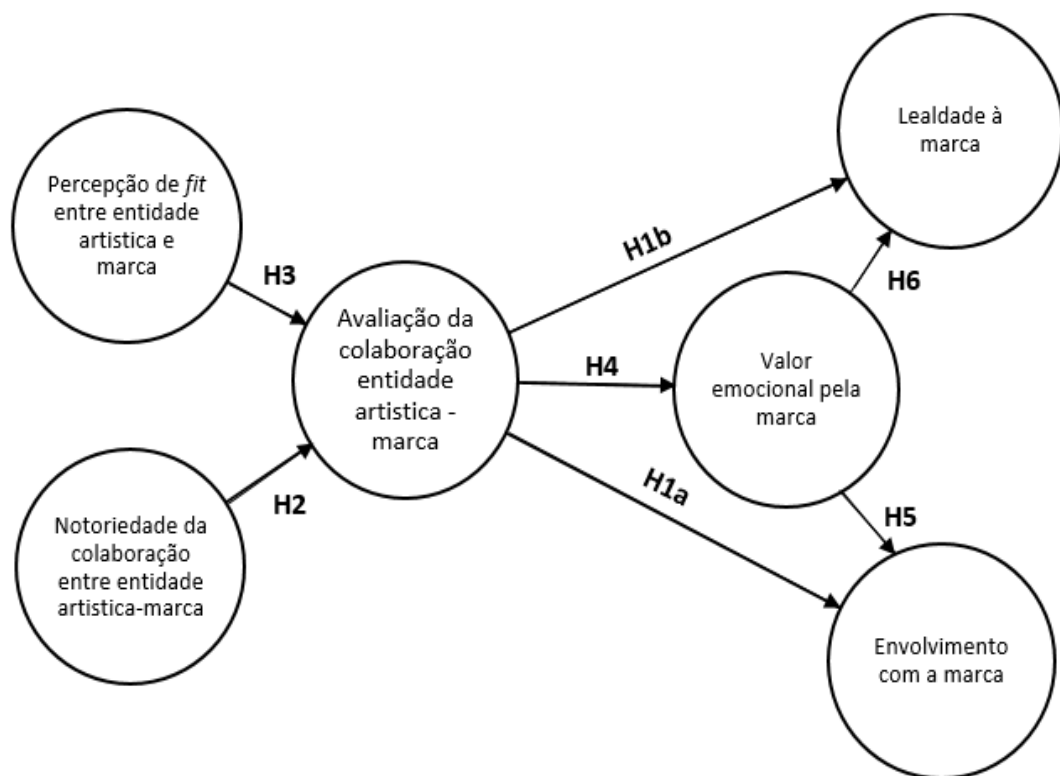 Percepção de fit
entre entidade
artistica e
marca
H3
Notoriedade da
colaboração
entre entidade
artistica-marca
H2
Avaliação da
colaboração
entidade
artistica -
marca
H1b
H4
H1a
Valor
emocional pela
marca
H6
H5
Lealdade à
marca
Envolvimento
com a marca